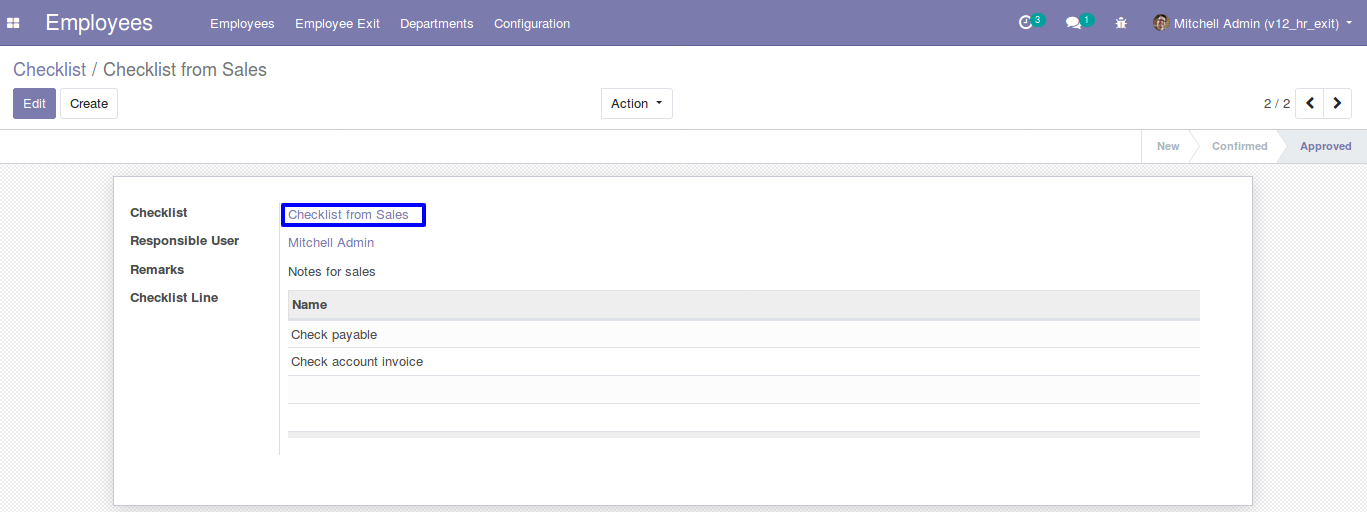 Employees Employees Employee Exit Departments Configuration 3 1 Mitchell Admin (v12_hr_exit)
Checklist / Checklist from Sales
Edit Create Action 2 / 2
New Confirmed Approved
Checklist Checklist from Sales
Responsible User Mitchell Admin
Remarks Notes for sales
Checklist Line
Name
Check payable
Check account invoice